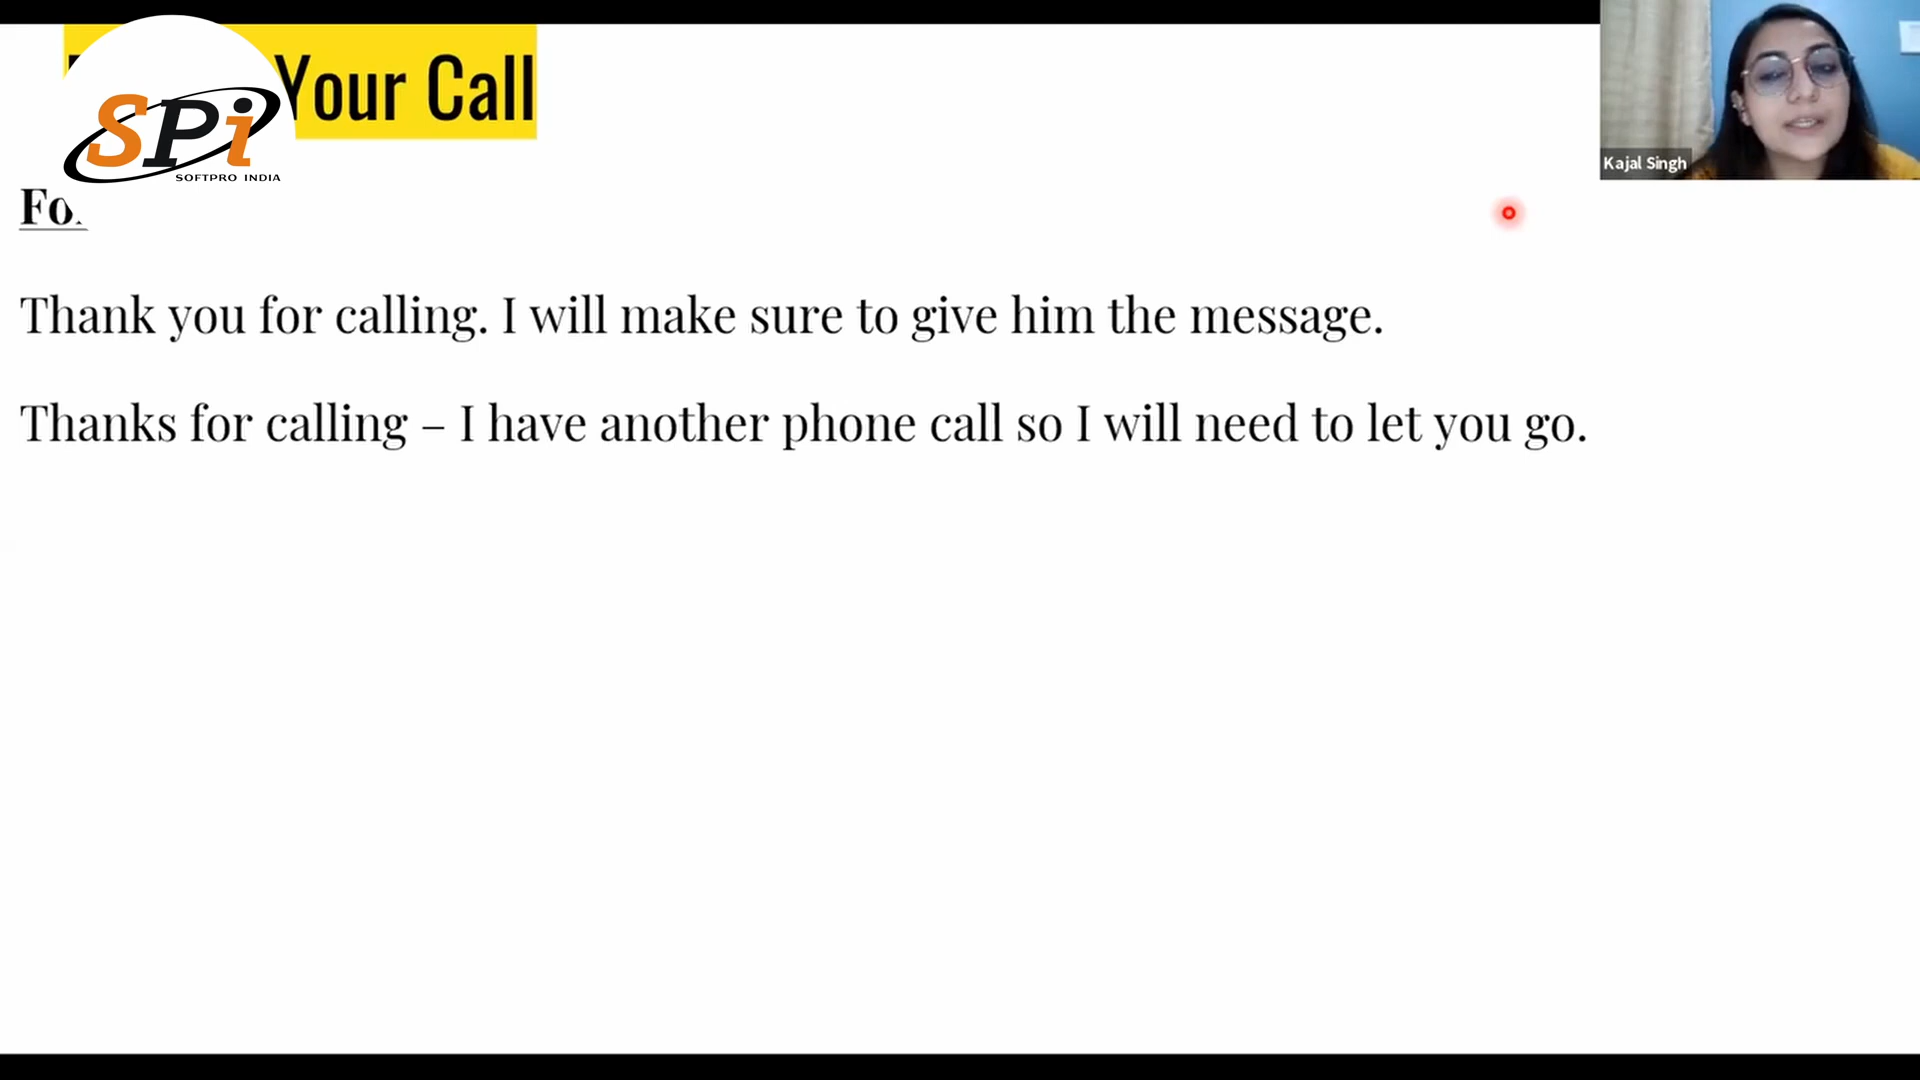 Your Call
SPi
SOFTPRO INDIA
Kajal Singh
Thank you for calling. I will make sure to give him the message.
Thanks for calling – I have another phone call so I will need to let you go.